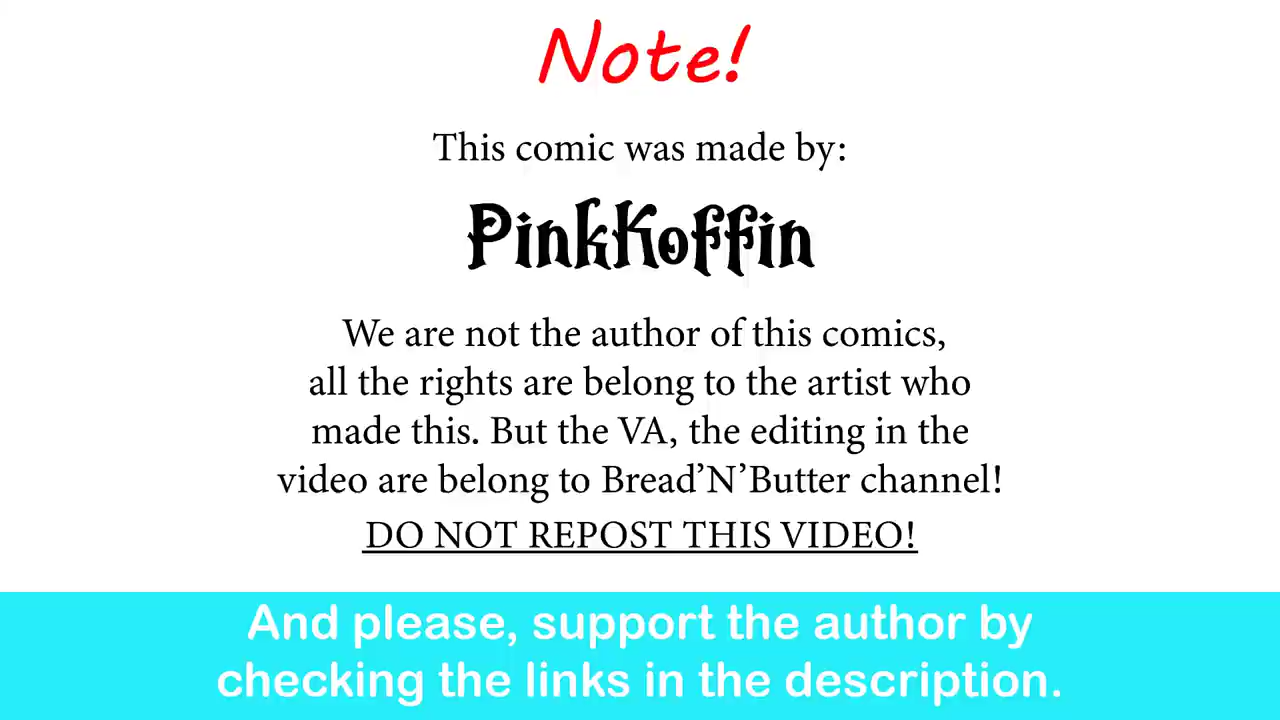 Note!
This comic was made by:
PinkKoffin
We are not the author of this comics,
all the rights are belong to the artist who
made this. But the VA, the editing in the
video are belong to Bread’N’Butter channel!
DO NOT REPOST THIS VIDEO!
And please, support the author by
checking the links in the description.